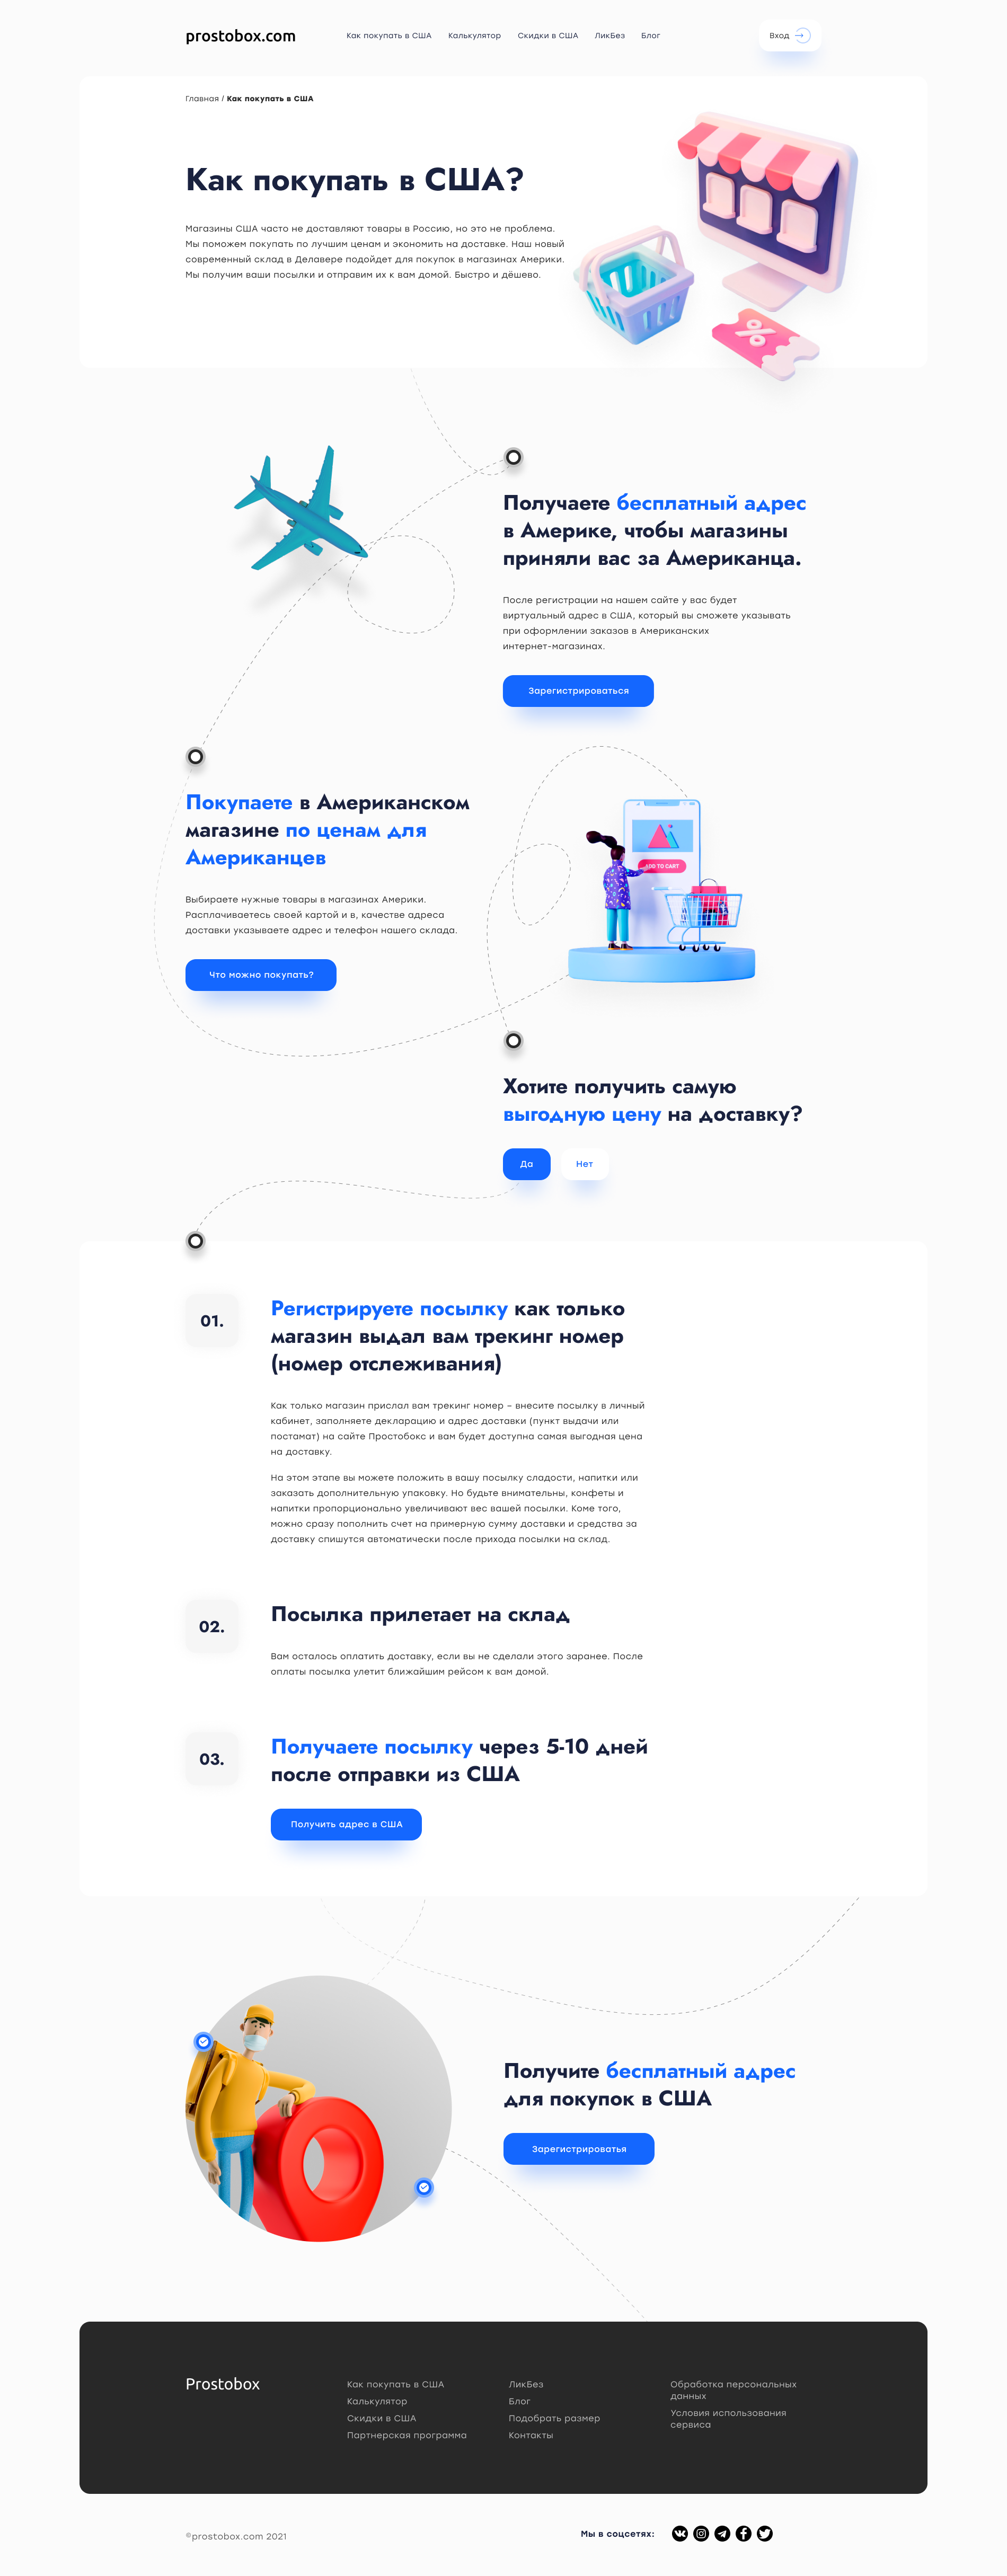 prostobox.com
Как покупать в США
Калькулятор
Скидки в США
ЛикБез
Блог
Вход
Главная / Как покупать в США
Как покупать в США?
Магазины США часто не доставляют товары в Россию, но это не проблема.
Мы поможем покупать по лучшим ценам и экономить на доставке. Наш новый
современный склад в Делавере подойдет для покупок в магазинах Америки.
Мы получим ваши посылки и отправим их к вам домой. Быстро и дёшево.
%
Получаете бесплатный адрес
в Америке, чтобы магазины
приняли вас за Американца.
После регистрации на нашем сайте у вас будет
виртуальный адрес в США, который вы сможете указывать
при оформлении заказов в Американских
интернет-магазинах.
Зарегистрироваться
Покупаете в Американском
магазине по ценам для
Американцев
Выбираете нужные товары в магазинах Америки.
Расплачиваетесь своей картой и в, качестве адреса
доставки указываете адрес и телефон нашего склада.
Что можно покупать?
ADD TO CART
Хотите получить самую
выгодную цену на доставку?
Да
Нет
01.
Регистрируете посылку как только
магазин выдал вам трекинг номер
(номер отслеживания)
Как только магазин прислал вам трекинг номер – внесите посылку в личный
кабинет, заполняете декларацию и адрес доставки (пункт выдачи или
постамат) на сайте Простобокс и вам будет доступна самая выгодная цена
на доставку.
На этом этапе вы можете положить в вашу посылку сладости, напитки или
заказать дополнительную упаковку. Но будьте внимательны, конфеты и
напитки пропорционально увеличивают вес вашей посылки. Коме того,
можно сразу пополнить счет на примерную сумму доставки и средства за
доставку спишутся автоматически после прихода посылки на склад.
02.
Посылка прилетает на склад
Вам осталось оплатить доставку, если вы не сделали этого заранее. После
оплаты посылка улетит ближайшим рейсом к вам домой.
03.
Получаете посылку через 5-10 дней
после отправки из США
Получить адрес в США
Получите бесплатный адрес
для покупок в США
Зарегистрироватья
Prostobox
Как покупать в США
Калькулятор
Скидки в США
Партнерская программа
ЛикБез
Блог
Подобрать размер
Контакты
Обработка персональных
данных
Условия использования
сервиса
©prostobox.com 2021
Мы в соцсетях: